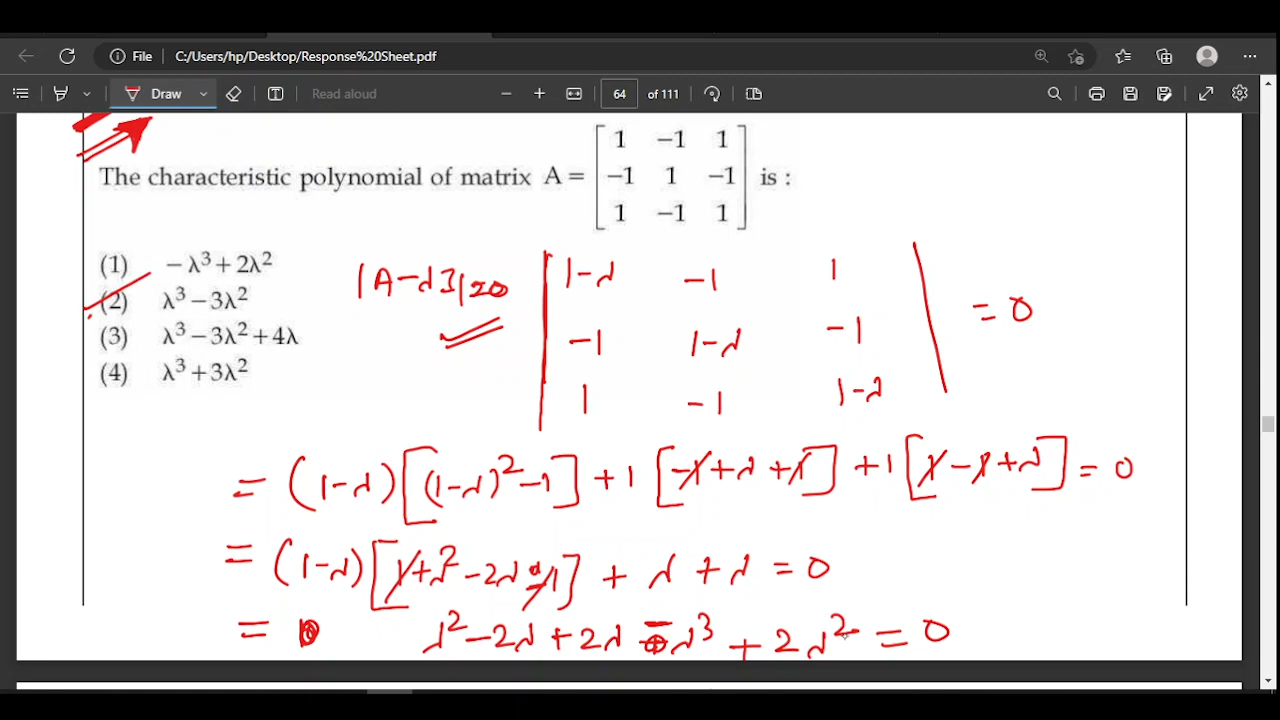 File C:/Users/hp/Desktop/Response%20Sheet.pdf
Draw Read aloud 64 of 111
The characteristic polynomial of matrix A = [1 −1 1
−1 1 −1
1 −1 1] is :
(1) −λ³+2λ²
(2) λ³−3λ²
(3) λ³−3λ²+4λ
(4) λ³+3λ²
|A-λI|=0
|1-λ -1 1
-1 1-λ -1
1 -1 1-λ| = 0
= (1-λ)[(1-λ)²-1] + 1[-1+λ+1] + 1[1-1+λ] = 0
= (1-λ)[1+λ²-2λ-1] + λ + λ = 0
= λ²-2λ+2λ-λ³+2λ² = 0